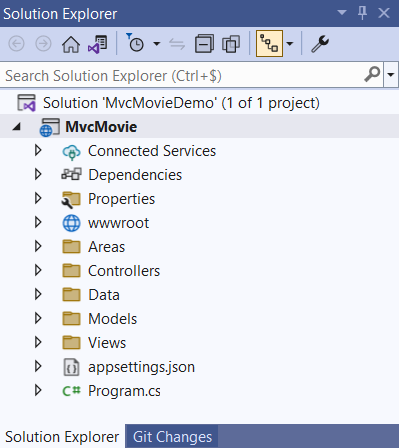 Solution Explorer
Search Solution Explorer (Ctrl+$)
Solution 'MvcMovieDemo' (1 of 1 project)
MvcMovie
Connected Services
Dependencies
Properties
wwwroot
Areas
Controllers
Data
Models
Views
appsettings.json
C# Program.cs
Solution Explorer Git Changes